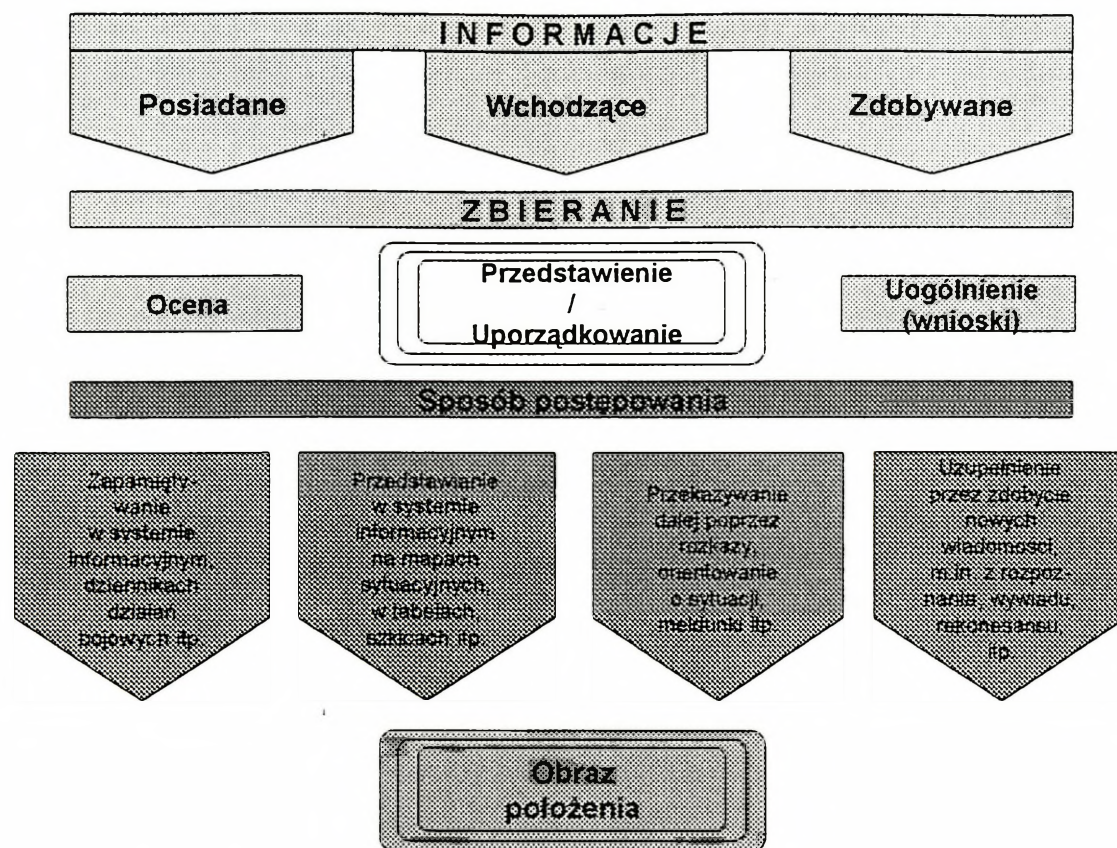 INFORMACJE
Posiadane
Wchodzące
Zdobywane
ZBIERANIE
Ocena
Przedstawienie
/
Uporządkowanie
Uogólnienie
(wnioski)
Sposób postępowania
Zapamięty-
wanie
w systemie
informacyjnym,
dziennikach
działań
bojowych itp.
Przedstawianie
w systemie
informacyjnym
na mapach
sytuacyjnych,
w tabelach,
szkicach itp.
Przekazywanie
dalej poprzez
rozkazy,
orientowanie
o sytuacji,
meldunki itp.
Uzupełnienie
przez zdobycie
nowych
wiadomości,
m.in. z rozpoz-
nania, wywiadu,
rekonesansu,
itp.
Obraz
położenia